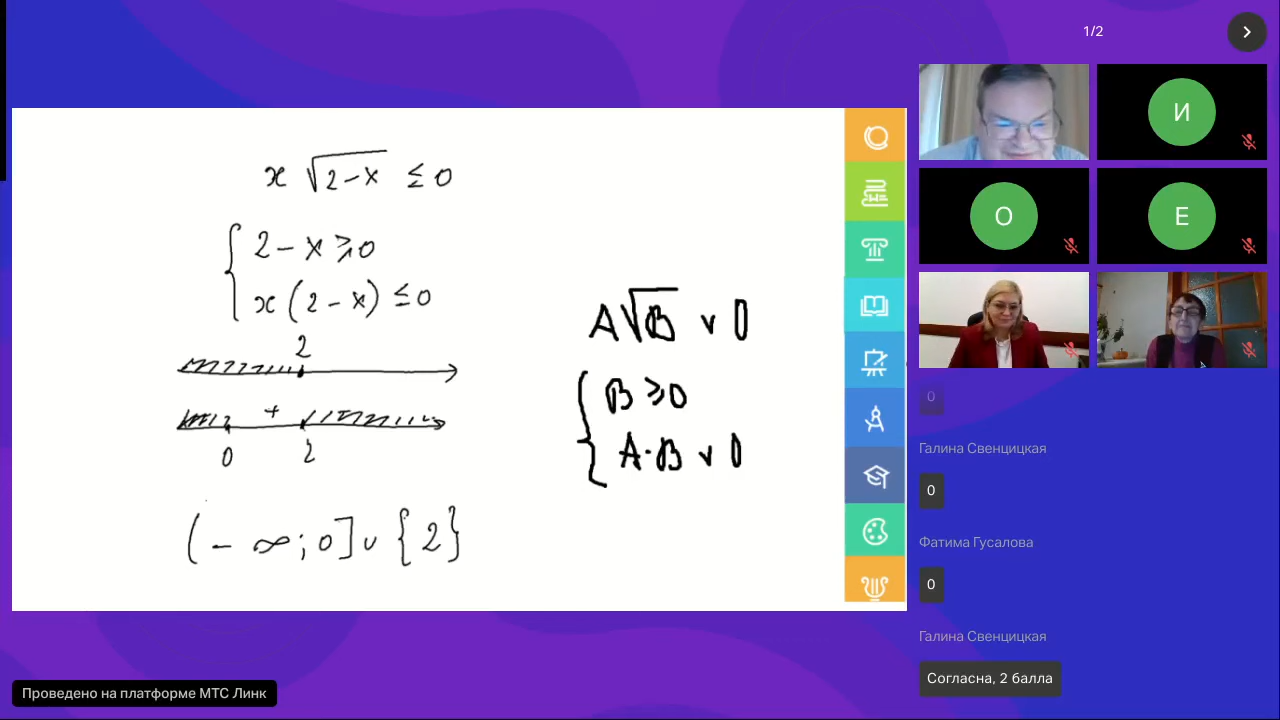 1/2
x √2-x ≤ 0
{ 2 - x ⩾ 0
x (2 - x) ≤ 0
2
+
0 2
(- ∞; 0] ∪ {2}
A√B ∨ 0
{ B ⩾ 0
A·B ∨ 0
И
О
Е
0
Галина Свенцицкая
0
Фатима Гусалова
0
Галина Свенцицкая
Согласна, 2 балла
Проведено на платформе МТС Линк